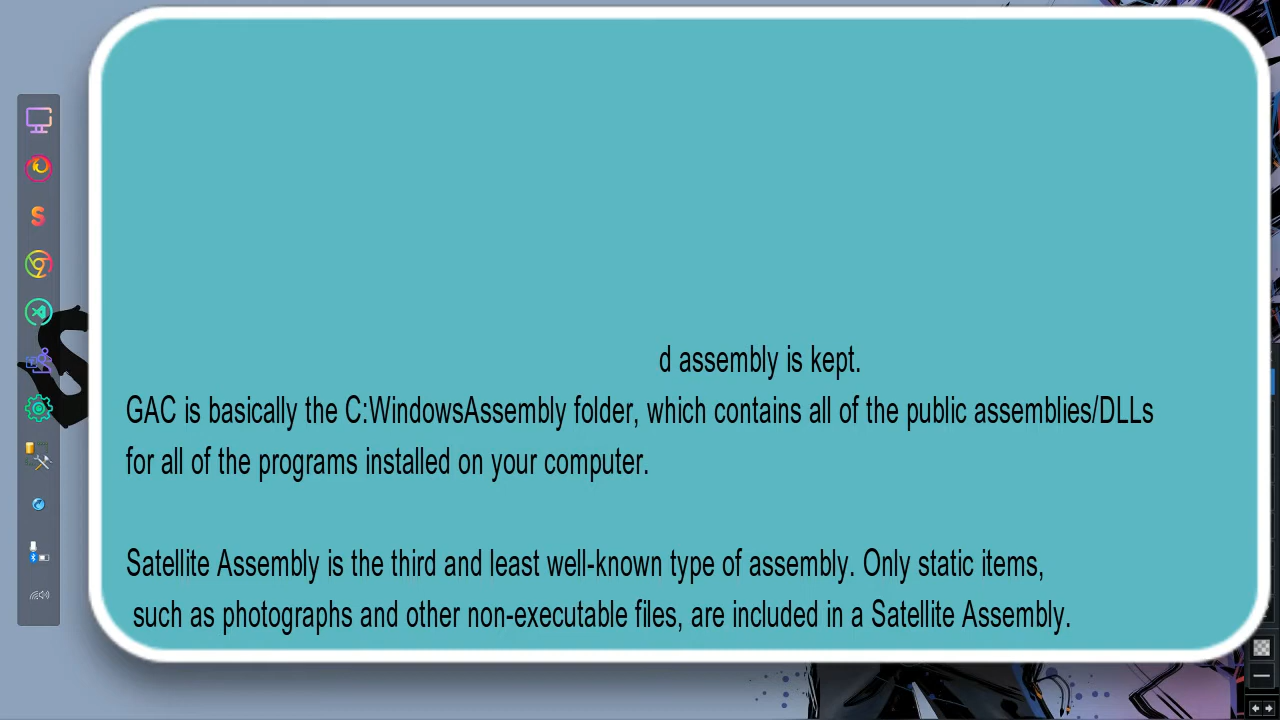 d assembly is kept.
GAC is basically the C:WindowsAssembly folder, which contains all of the public assemblies/DLLs
for all of the programs installed on your computer.
Satellite Assembly is the third and least well-known type of assembly. Only static items,
such as photographs and other non-executable files, are included in a Satellite Assembly.